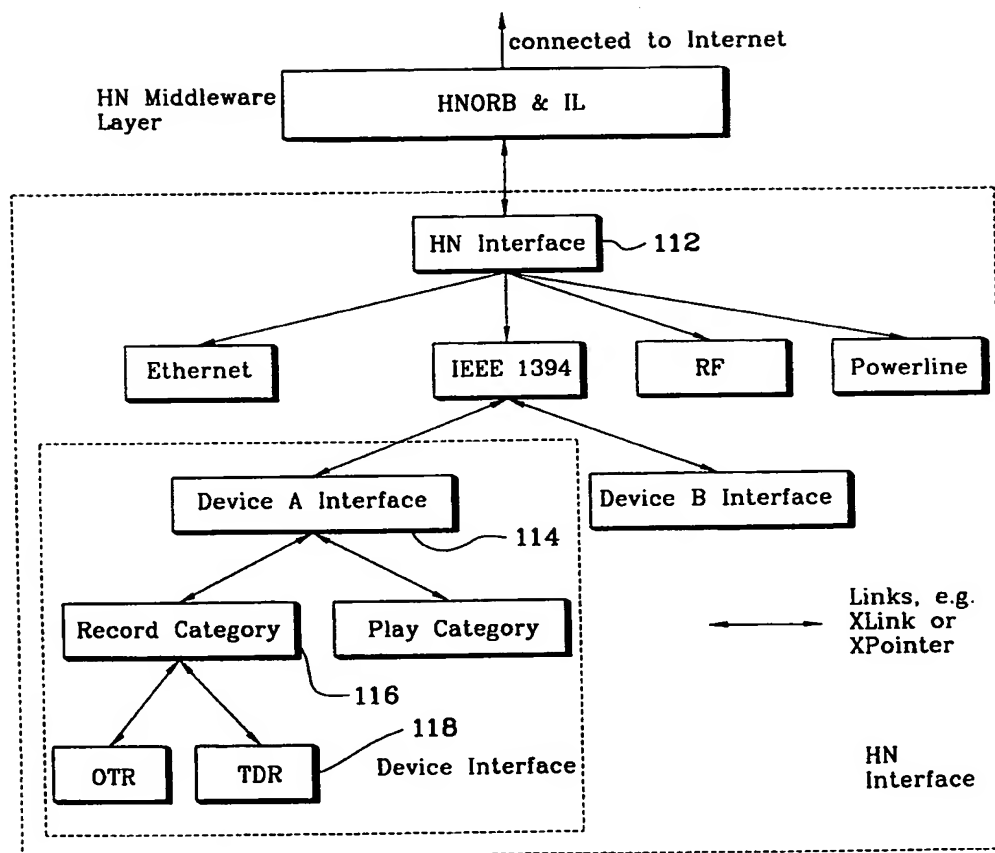 connected to Internet
HN Middleware
Layer
HNORB & IL
HN Interface
112
Ethernet
IEEE 1394
RF
Powerline
Device A Interface
Device B Interface
114
Record Category
Play Category
Links, e.g.
XLink or
XPointer
116
118
OTR
TDR
Device Interface
HN
Interface